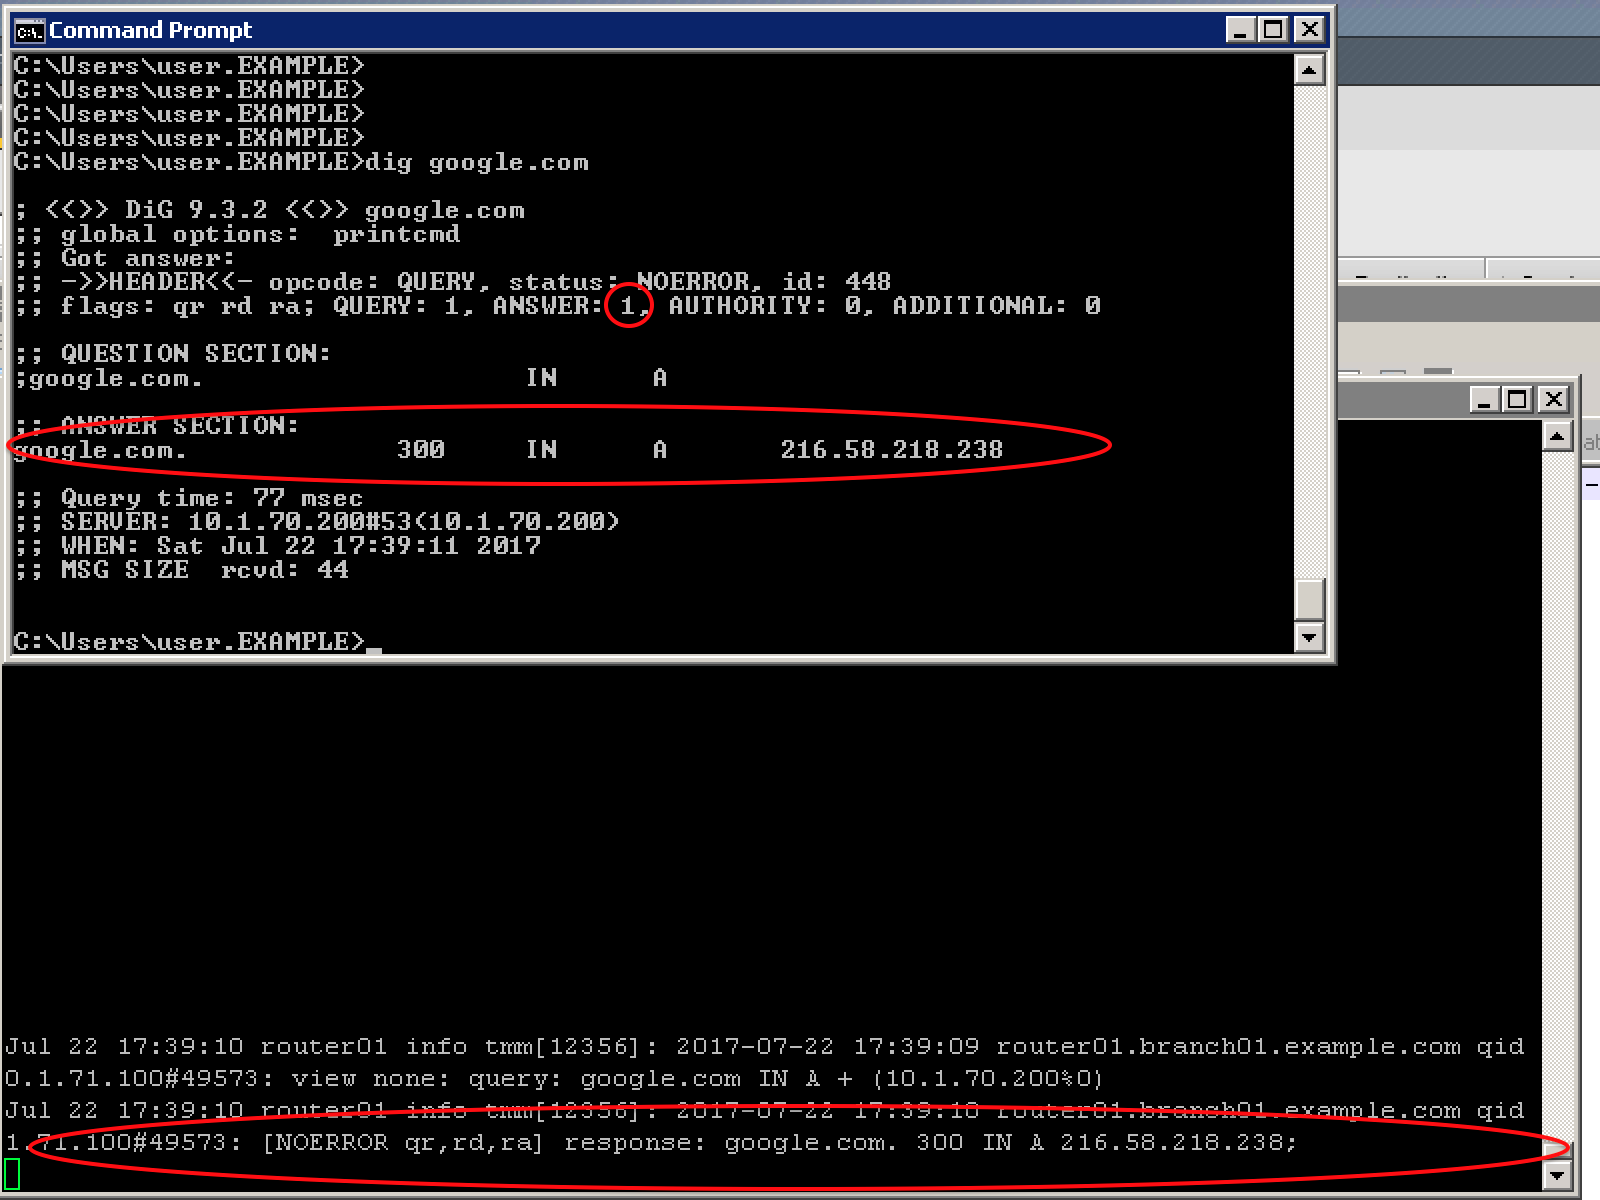 Command Prompt
C:\Users\user.EXAMPLE>
C:\Users\user.EXAMPLE>
C:\Users\user.EXAMPLE>
C:\Users\user.EXAMPLE>
C:\Users\user.EXAMPLE>dig google.com
; <<>> DiG 9.3.2 <<>> google.com
;; global options:  printcmd
;; Got answer:
;; ->>HEADER<<- opcode: QUERY, status: NOERROR, id: 448
;; flags: qr rd ra; QUERY: 1, ANSWER: 1, AUTHORITY: 0, ADDITIONAL: 0
;; QUESTION SECTION:
;google.com. IN A
;; ANSWER SECTION:
google.com. 300 IN A 216.58.218.238
;; Query time: 77 msec
;; SERVER: 10.1.70.200#53(10.1.70.200)
;; WHEN: Sat Jul 22 17:39:11 2017
;; MSG SIZE  rcvd: 44
C:\Users\user.EXAMPLE>
Jul 22 17:39:10 router01 info tmm[12356]: 2017-07-22 17:39:09 router01.branch01.example.com qid
0.1.71.100#49573: view none: query: google.com IN A + (10.1.70.200%0)
Jul 22 17:39:10 router01 info tmm[12356]: 2017-07-22 17:39:10 router01.branch01.example.com qid
1.71.100#49573: [NOERROR qr,rd,ra] response: google.com. 300 IN A 216.58.218.238;